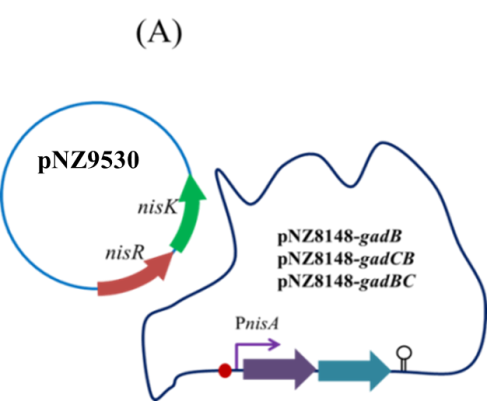 (A)
pNZ9530
nisK
nisR
pNZ8148-gadB
pNZ8148-gadCB
pNZ8148-gadBC
PnisA